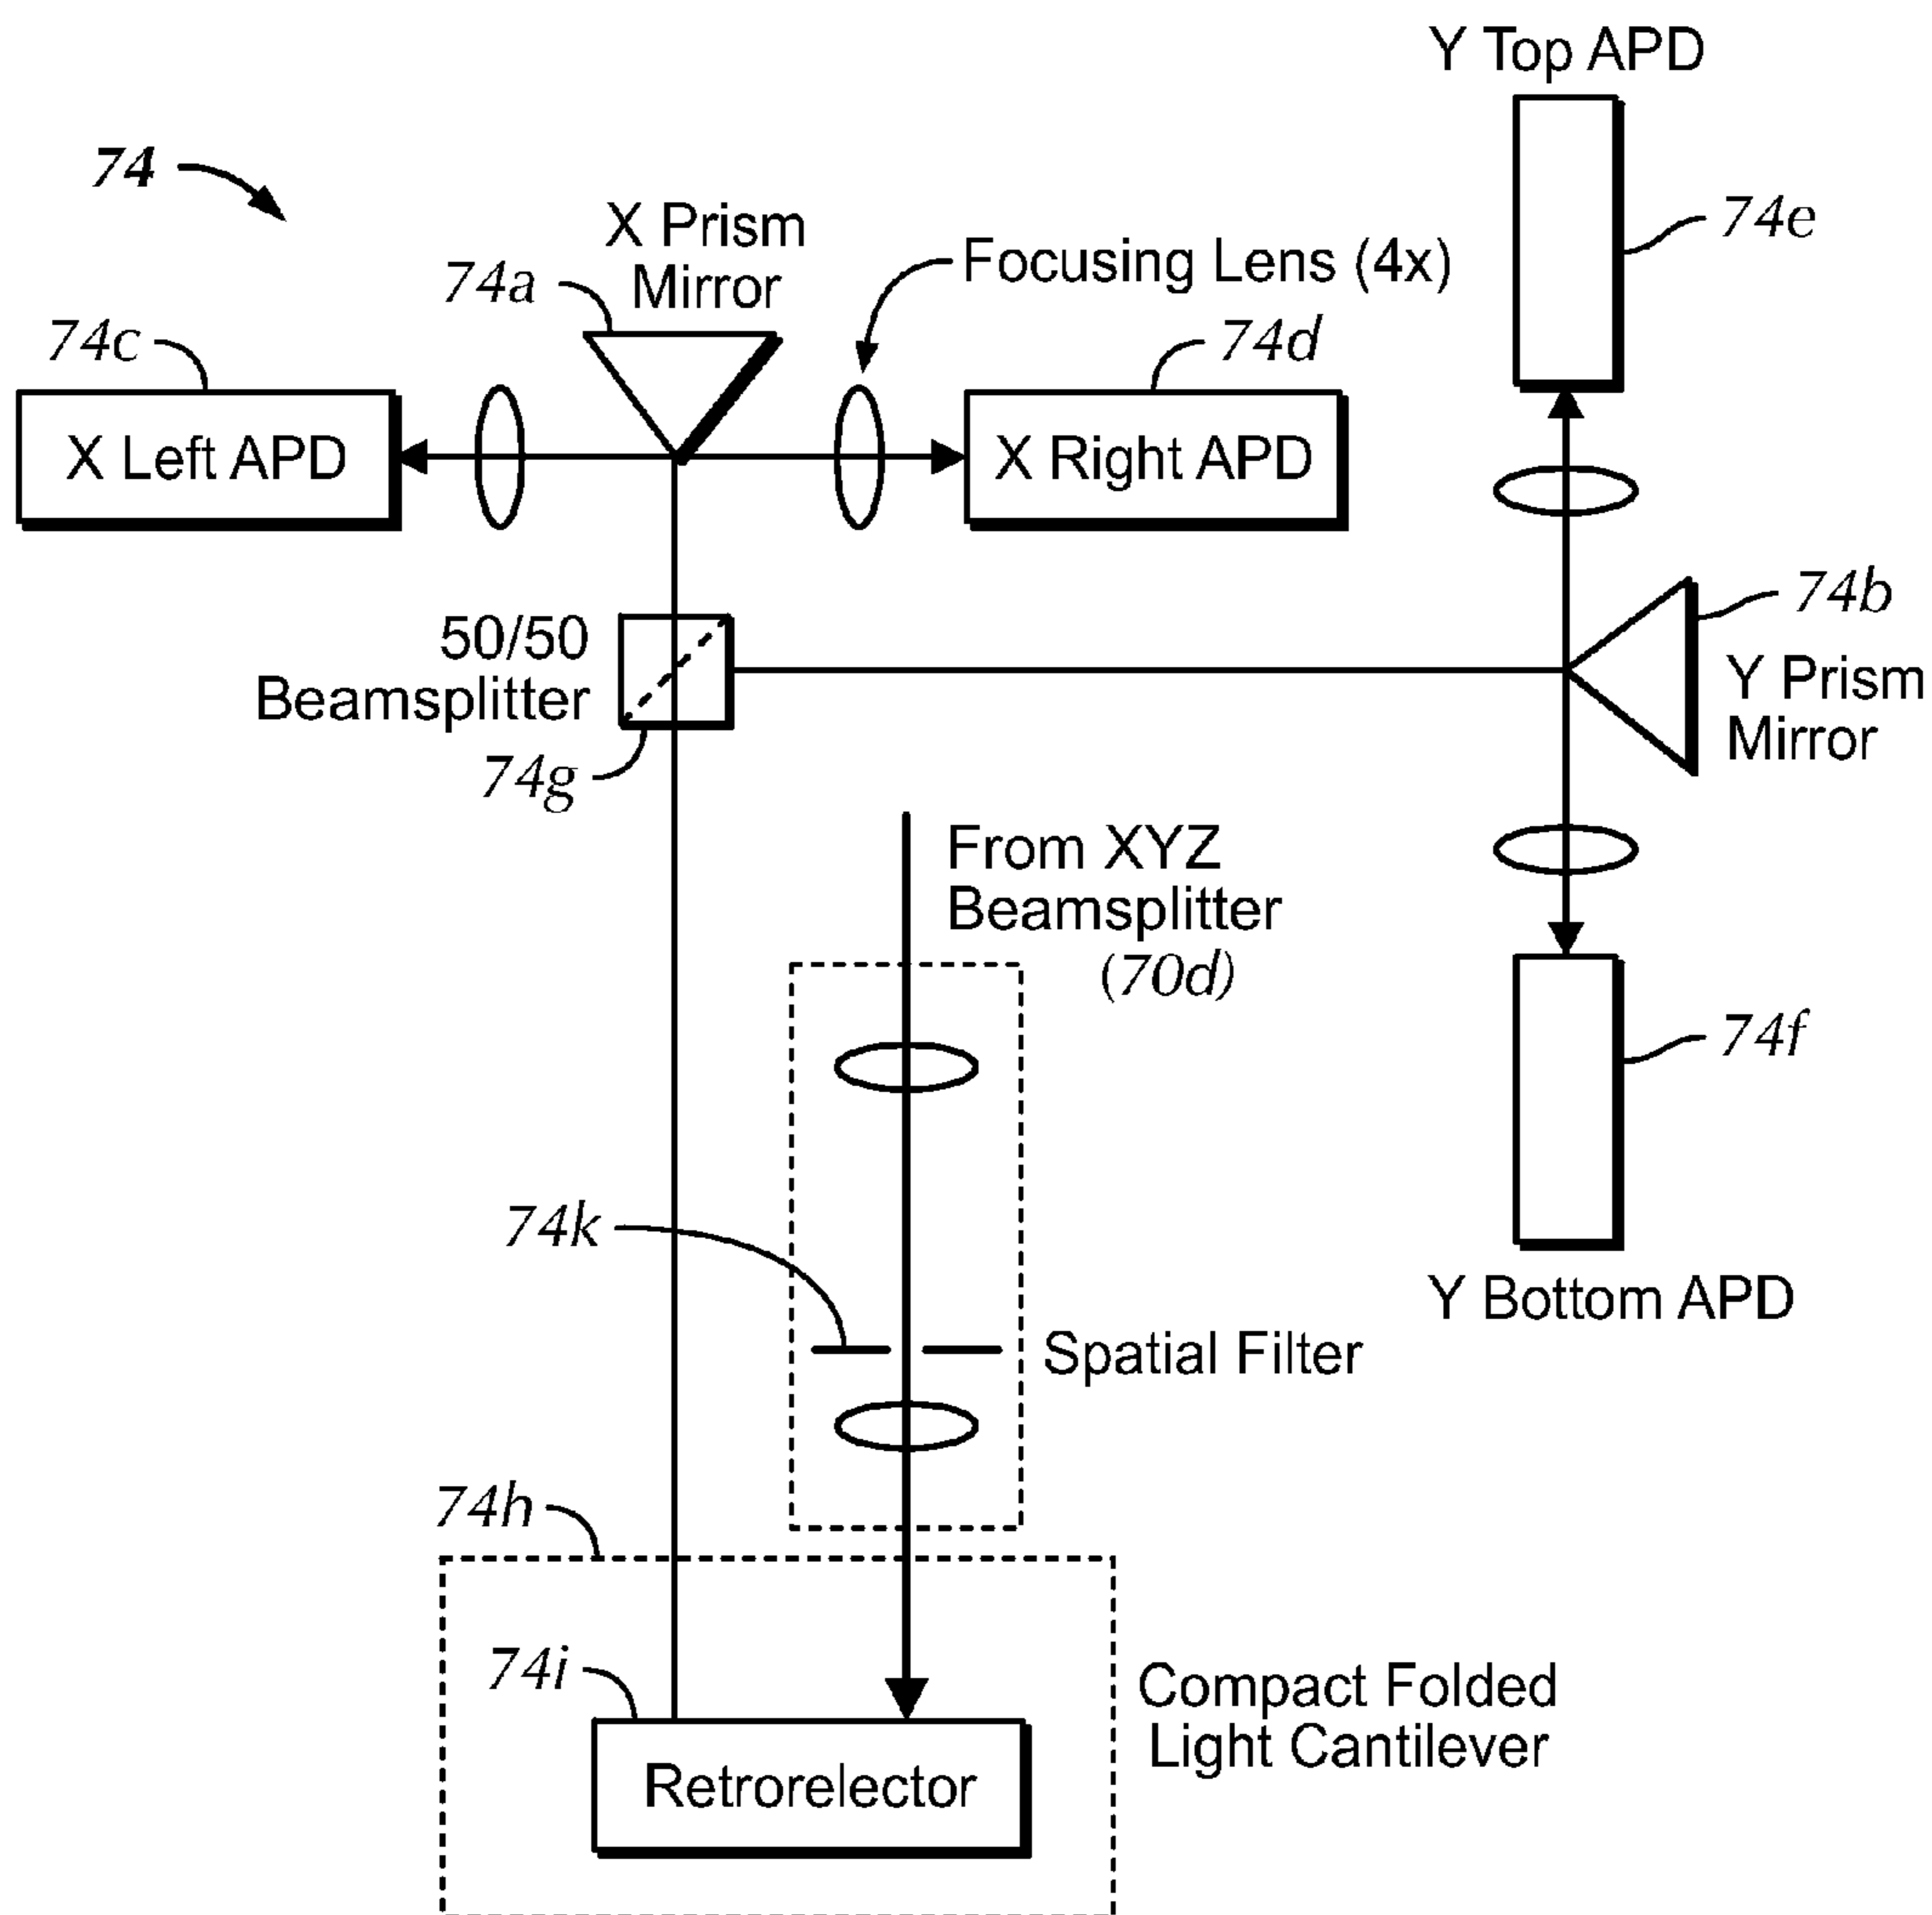 Y Top APD
74
74e
X Prism
Mirror
74a
Focusing Lens (4x)
74c
74d
X Left APD
X Right APD
74b
50/50
Beamsplitter
Y Prism
Mirror
74g
From XYZ
Beamsplitter
(70d)
74f
74k
Y Bottom APD
Spatial Filter
74h
74i
Compact Folded
Light Cantilever
Retrorelector